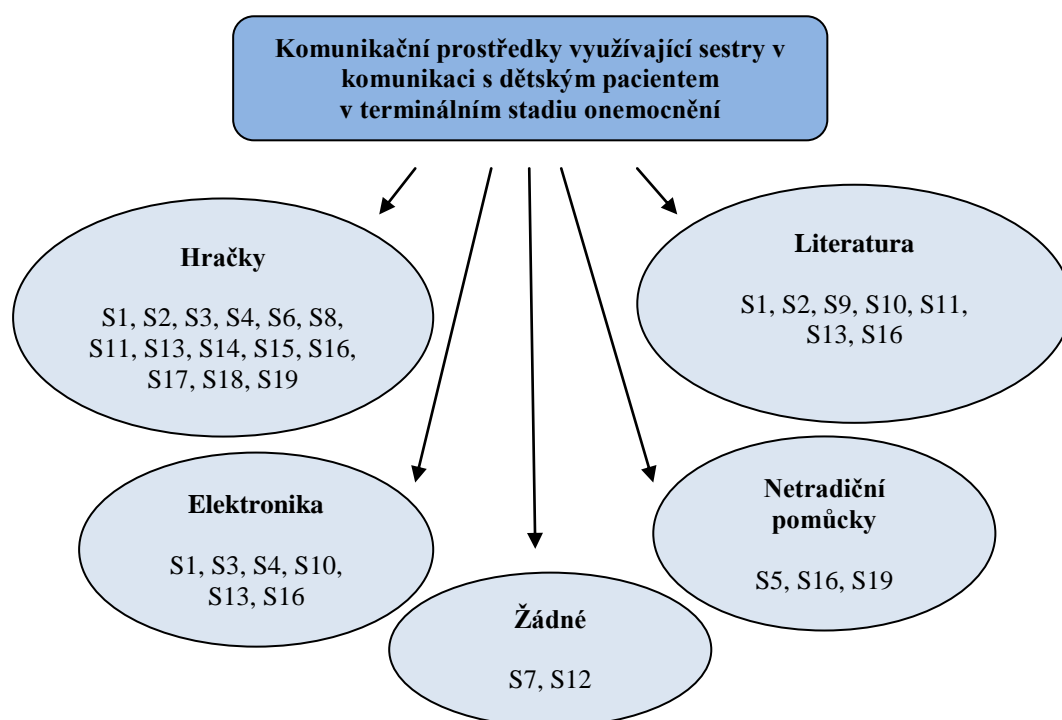 Komunikační prostředky využívající sestry v
komunikaci s dětským pacientem
v terminálním stadiu onemocnění
Hračky
S1, S2, S3, S4, S6, S8,
S11, S13, S14, S15, S16,
S17, S18, S19
Literatura
S1, S2, S9, S10, S11,
S13, S16
Elektronika
S1, S3, S4, S10,
S13, S16
Netradiční
pomůcky
S5, S16, S19
Žádné
S7, S12